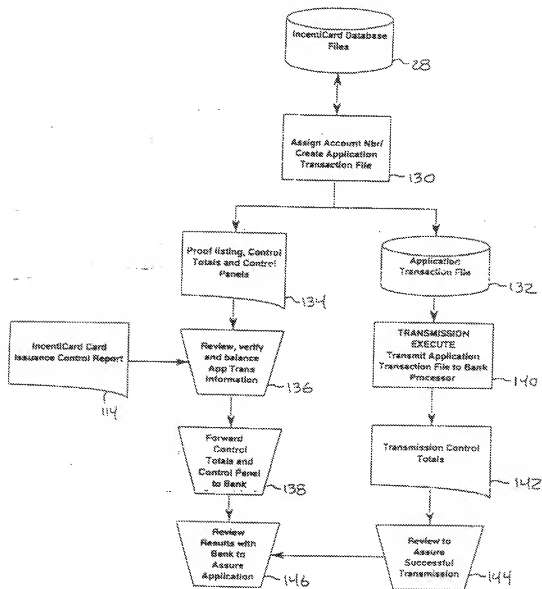 IncentiCard Database
Files
28
Assign Account Nbr/
Create Application
Transaction File
130
Proof listing, Control
Totals and Control
Panels
134
Application
Transaction File
132
IncentiCard Card
Issuance Control Report
114
Review, verify
and balance
App Trans
Information
136
TRANSMISSION
EXECUTE
Transmit Application
Transaction File to Bank
Processor
140
Forward
Control
Totals and
Control Panel
to Bank
138
Transmission Control
Totals
142
Review
Results with
Bank to
Assure
Application
146
Review to
Assure
Successful
Transmission
144